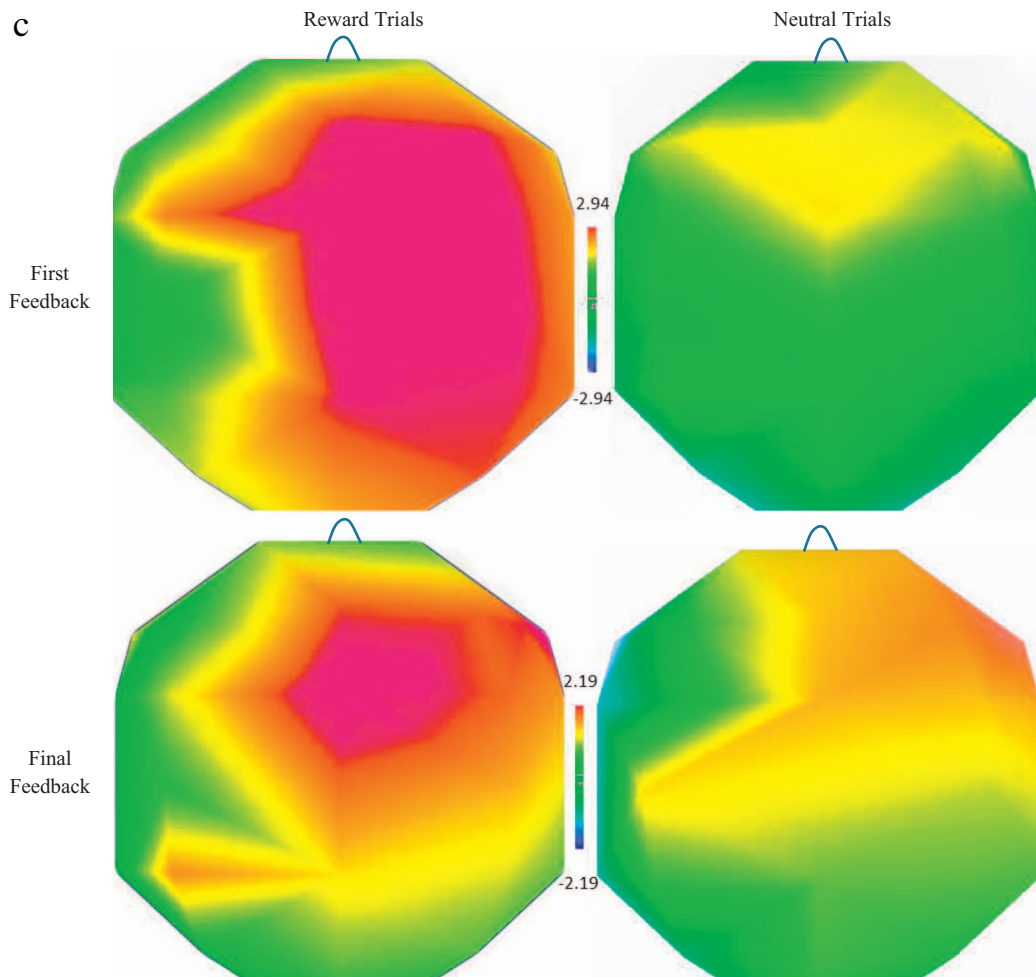 c
Reward Trials
Neutral Trials
First
Feedback
2.94
-2.94
Final
Feedback
2.19
-2.19